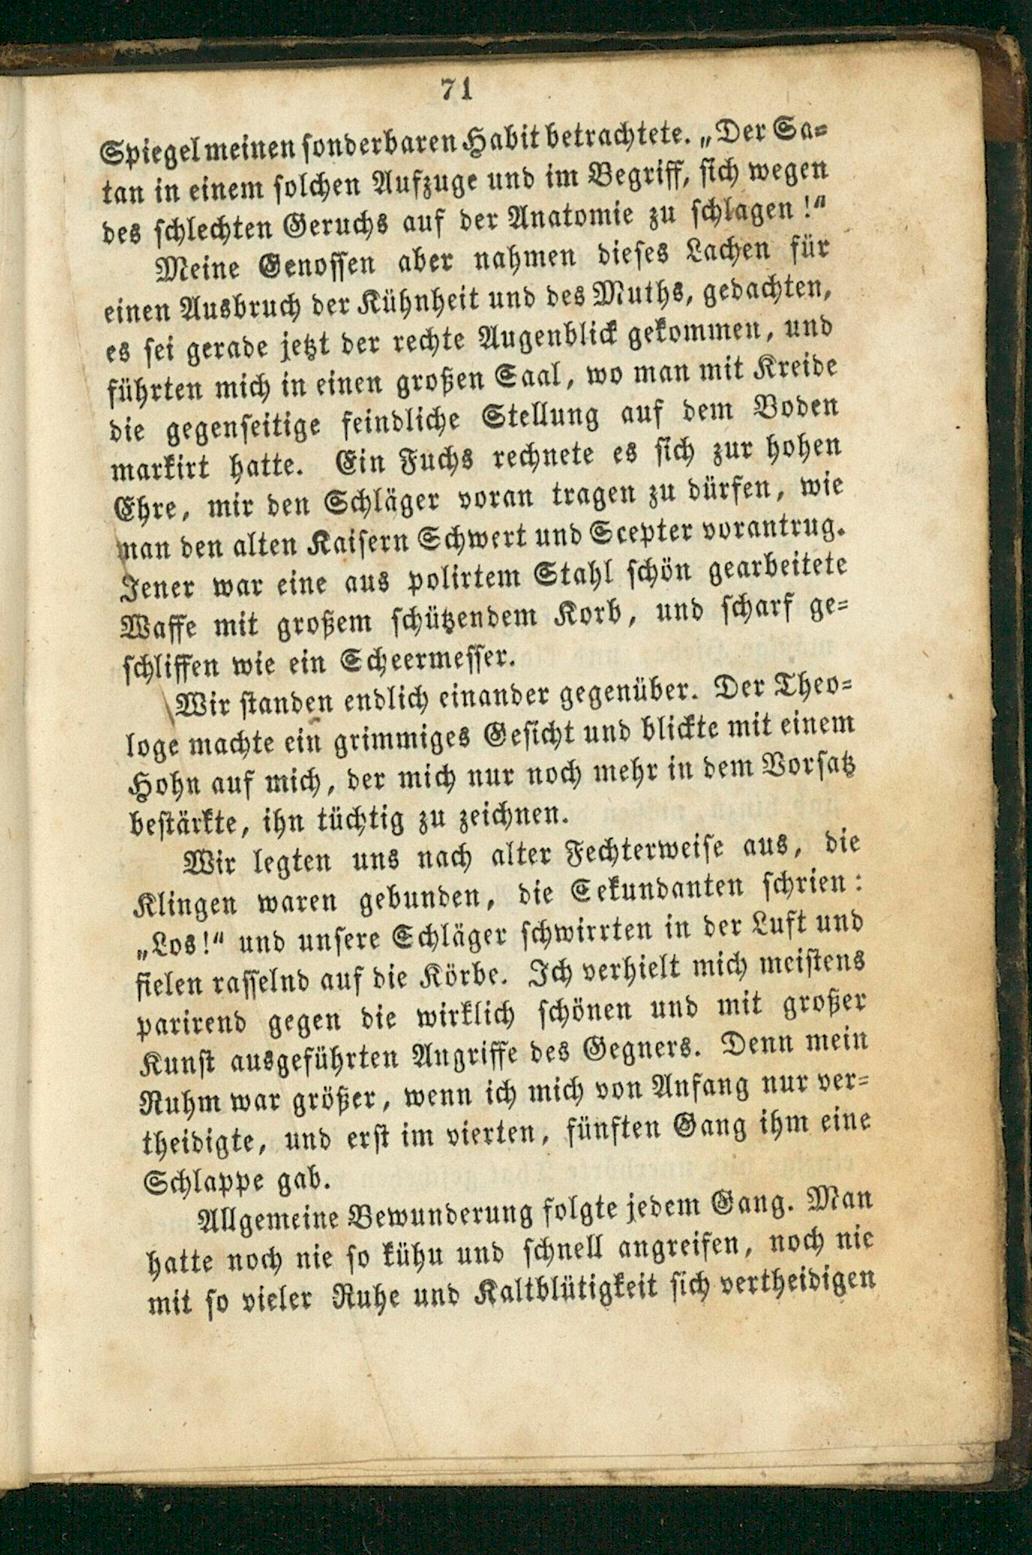 71
Spiegel meinen sonderbaren Habit betrachtete. „Der Sa-
tan in einem solchen Aufzuge und im Begriff, sich wegen
des schlechten Geruchs auf der Anatomie zu schlagen!“
Meine Genossen aber nahmen dieses Lachen für
einen Ausbruch der Kühnheit und des Muths, gedachten,
es sei gerade jetzt der rechte Augenblick gekommen, und
führten mich in einen großen Saal, wo man mit Kreide
die gegenseitige feindliche Stellung auf dem Boden
markirt hatte. Ein Fuchs rechnete es sich zur hohen
Ehre, mir den Schläger voran tragen zu dürfen, wie
man den alten Kaisern Schwert und Scepter vorantrug.
Jener war eine aus polirtem Stahl schön gearbeitete
Waffe mit großem schützendem Korb, und scharf ge-
schliffen wie ein Scheermesser.
Wir standen endlich einander gegenüber. Der Theo-
loge machte ein grimmiges Gesicht und blickte mit einem
Hohn auf mich, der mich nur noch mehr in dem Vorsatz
bestärkte, ihn tüchtig zu zeichnen.
Wir legten uns nach alter Fechterweise aus, die
Klingen waren gebunden, die Sekundanten schrien:
„Los!“ und unsere Schläger schwirrten in der Luft und
fielen rasselnd auf die Körbe. Ich verhielt mich meistens
parirend gegen die wirklich schönen und mit großer
Kunst ausgeführten Angriffe des Gegners. Denn mein
Ruhm war größer, wenn ich mich von Anfang nur ver-
theidigte, und erst im vierten, fünften Gang ihm eine
Schlappe gab.
Allgemeine Bewunderung folgte jedem Gang. Man
hatte noch nie so kühn und schnell angreifen, noch nie
mit so vieler Ruhe und Kaltblütigkeit sich vertheidigen